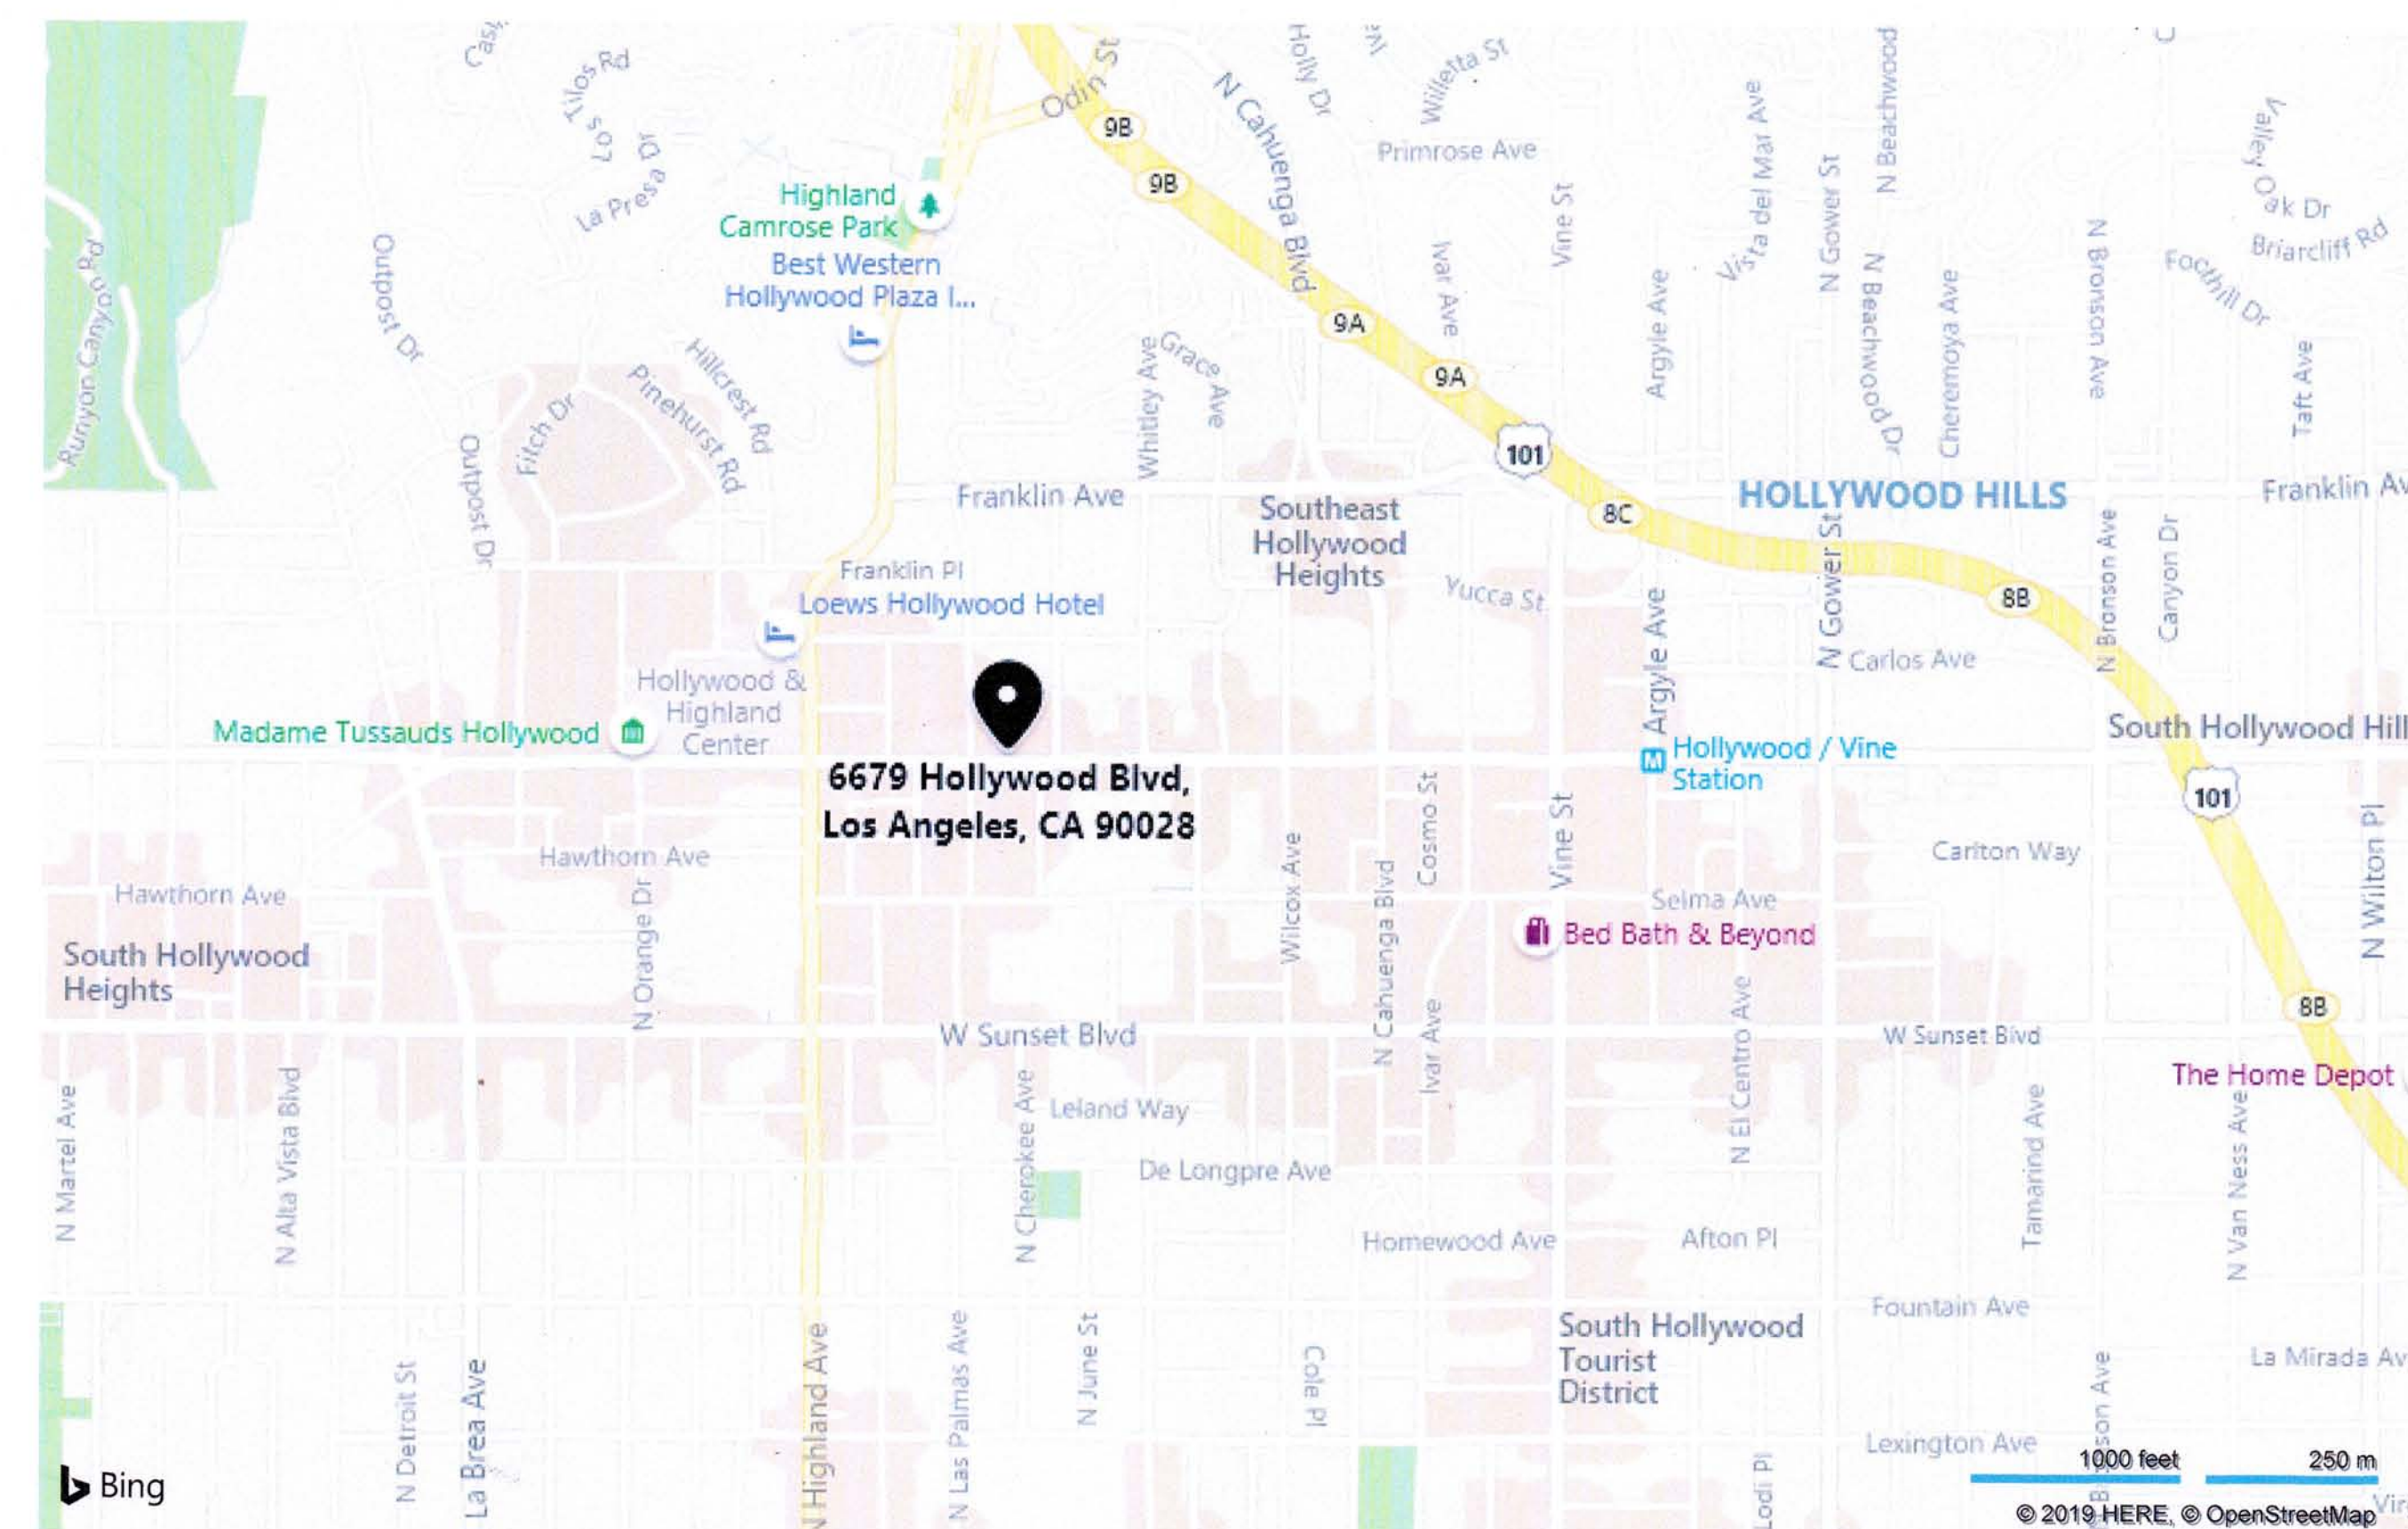 Los Tilos Rd
La Presa Dr
Odin St
9B
9B
N Cahuenga Blvd
Holly Dr
Willetta St
Primrose Ave
Vine St
Ivar Ave
Vista del Mar Ave
N Gower St
N Beachwood
N Beachwood Dr
Argyle Ave
Cheremoya Ave
N Bronson Ave
Valley Oak Dr
Briarcliff Rd
Foothill Dr
Taft Ave
Highland
Camrose Park
Best Western
Hollywood Plaza I...
Runyon Canyon Rd
Outpost Dr
Outpost Dr
Fitch Dr
Pinehurst Rd
Hillcrest Rd
Whitley Ave
Grace Ave
9A
9A
101
8C
HOLLYWOOD HILLS
Franklin Ave
Franklin Av
Southeast
Hollywood
Heights
Franklin Pl
Loews Hollywood Hotel
Yucca St
Argyle Ave
N Gower St
8B
N Bronson Ave
Canyon Dr
Carlos Ave
Hollywood &
Highland
Center
Madame Tussauds Hollywood
6679 Hollywood Blvd,
Los Angeles, CA 90028
Hollywood / Vine
Station
South Hollywood Hill
101
Hawthorn Ave
Hawthorn Ave
N Orange Dr
Wilcox Ave
N Cahuenga Blvd
Cosmo St
Vine St
Selma Ave
Bed Bath & Beyond
Carlton Way
N Wilton Pl
South Hollywood
Heights
8B
W Sunset Blvd
W Sunset Blvd
Ivar Ave
N El Centro Ave
The Home Depot
N Martel Ave
N Alta Vista Blvd
N Cherokee Ave
Leland Way
De Longpre Ave
Homewood Ave
Afton Pl
Tamarind Ave
N Van Ness Ave
Fountain Ave
South Hollywood
Tourist
District
La Mirada Av
N Detroit St
La Brea Ave
N Highland Ave
N Las Palmas Ave
N June St
Cole Pl
Lodi Pl
Lexington Ave
1000 feet
250 m
Bing
© 2019 HERE, © OpenStreetMap